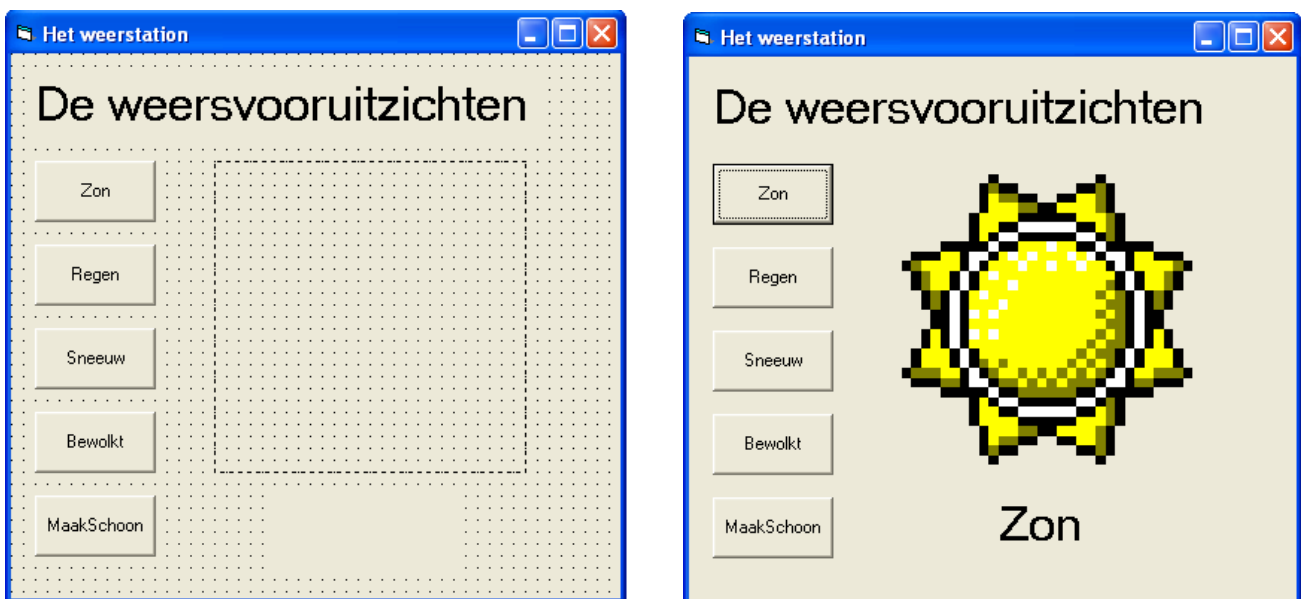 Het weerstation
De weersvooruitzichten
Zon
Regen
Sneeuw
Bewolkt
MaakSchoon
Het weerstation
De weersvooruitzichten
Zon
Regen
Sneeuw
Bewolkt
MaakSchoon
Zon